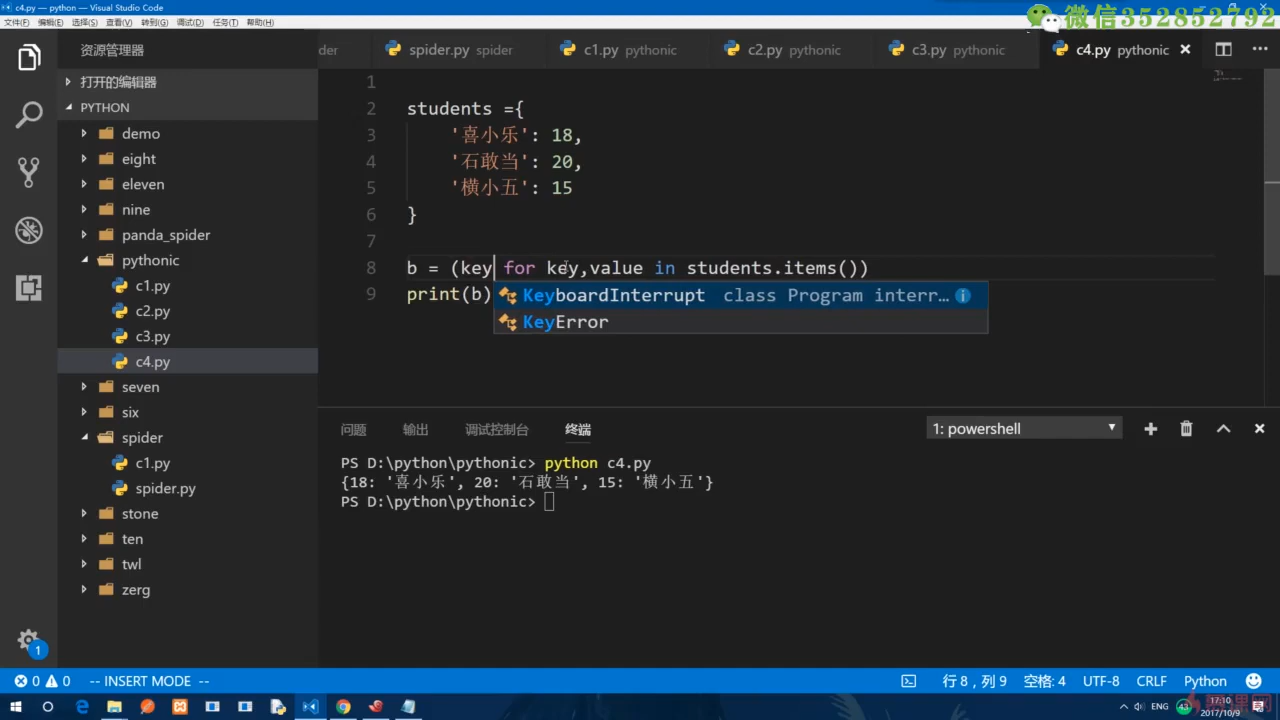 c4.py — python — Visual Studio Code
微信352852792
文件(F) 编辑(E) 选择(S) 查看(V) 转到(G) 调试(D) 任务(T) 帮助(H)
资源管理器
der spider.py spider c1.py pythonic c2.py pythonic c3.py pythonic c4.py pythonic
打开的编辑器
PYTHON
demo
eight
eleven
nine
panda_spider
pythonic
c1.py
c2.py
c3.py
c4.py
seven
six
spider
c1.py
spider.py
stone
ten
twl
zerg
1
2 students ={
3 '喜小乐': 18,
4 '石敢当': 20,
5 '横小五': 15
6 }
7
8 b = (key for key,value in students.items())
9 print(b)
KeyboardInterrupt class Program interr…
KeyError
问题 输出 调试控制台 终端 1: powershell
PS D:\python\pythonic> python c4.py
{18: '喜小乐', 20: '石敢当', 15: '横小五'}
PS D:\python\pythonic>
1
0 0 -- INSERT MODE -- 行 8，列 9 空格: 4 UTF-8 CRLF Python
ENG 43 17:10
2017/10/9